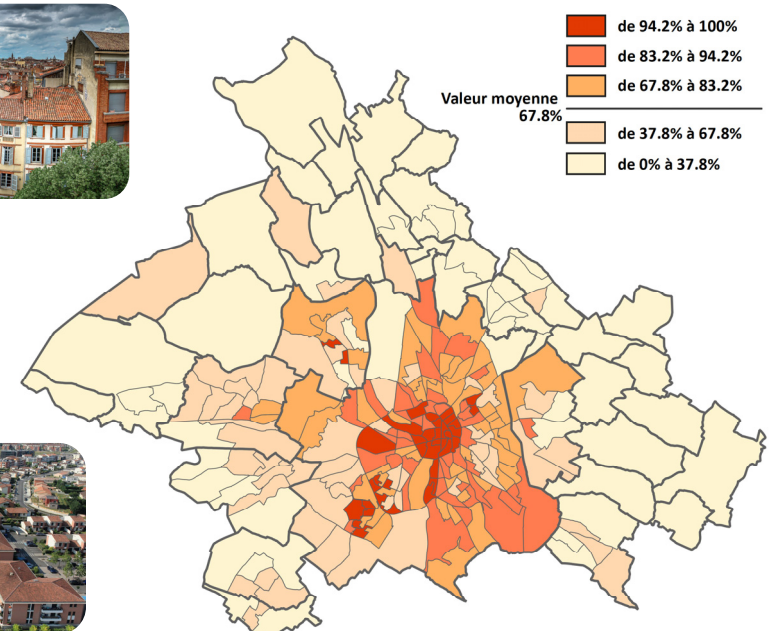 de 94.2% à 100%
de 83.2% à 94.2%
de 67.8% à 83.2%
Valeur moyenne
67.8%
de 37.8% à 67.8%
de 0% à 37.8%